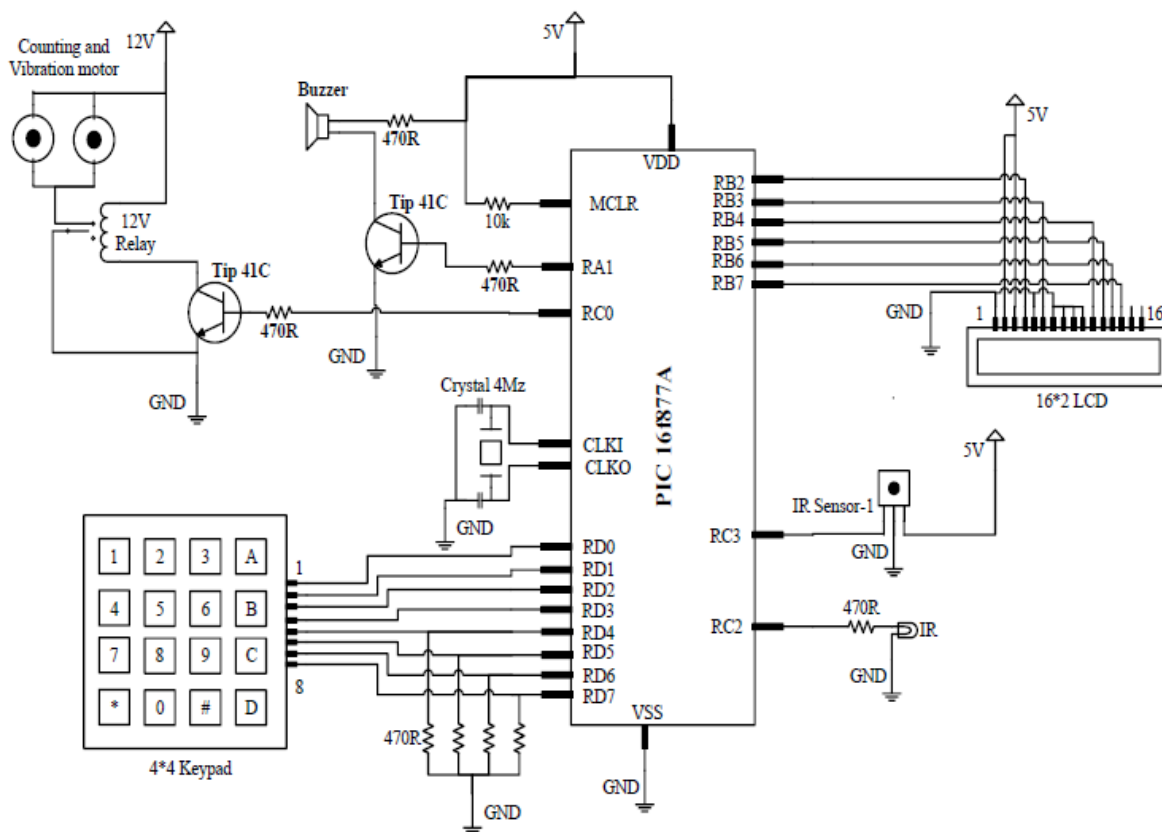 Counting and
Vibration motor
12V
5V
Buzzer
470R
VDD
5V
12V
Relay
Tip 41C
10k
MCLR
Tip 41C
470R
RA1
470R
RC0
GND
GND
RB2
RB3
RB4
RB5
RB6
RB7
GND
1
16
16*2 LCD
Crystal 4Mz
CLKI
CLKO
GND
PIC 16f877A
5V
IR Sensor-1
RC3
GND
470R
RC2
IR
GND
1 2 3 A
4 5 6 B
7 8 9 C
* 0 # D
1
8
4*4 Keypad
RD0
RD1
RD2
RD3
RD4
RD5
RD6
RD7
470R
GND
VSS
GND